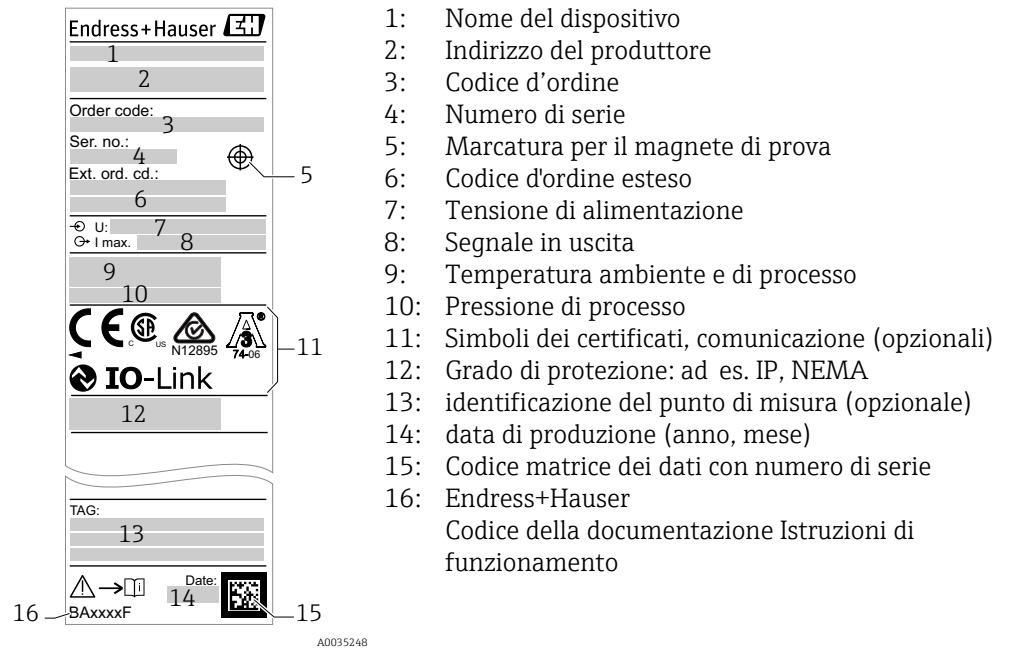 Endress+Hauser EH
1
2
Order code:
3
Ser. no.:
4
5
Ext. ord. cd.:
6
U: 7
I max. 8
9
10
CE C SA US N12895 A 3 ® 74-06
11
IO-Link
12
TAG:
13
Date:
14
16 BAxxxxF
15
A0035248
1: Nome del dispositivo
2: Indirizzo del produttore
3: Codice d’ordine
4: Numero di serie
5: Marcatura per il magnete di prova
6: Codice d'ordine esteso
7: Tensione di alimentazione
8: Segnale in uscita
9: Temperatura ambiente e di processo
10: Pressione di processo
11: Simboli dei certificati, comunicazione (opzionali)
12: Grado di protezione: ad es. IP, NEMA
13: identificazione del punto di misura (opzionale)
14: data di produzione (anno, mese)
15: Codice matrice dei dati con numero di serie
16: Endress+Hauser
Codice della documentazione Istruzioni di
funzionamento